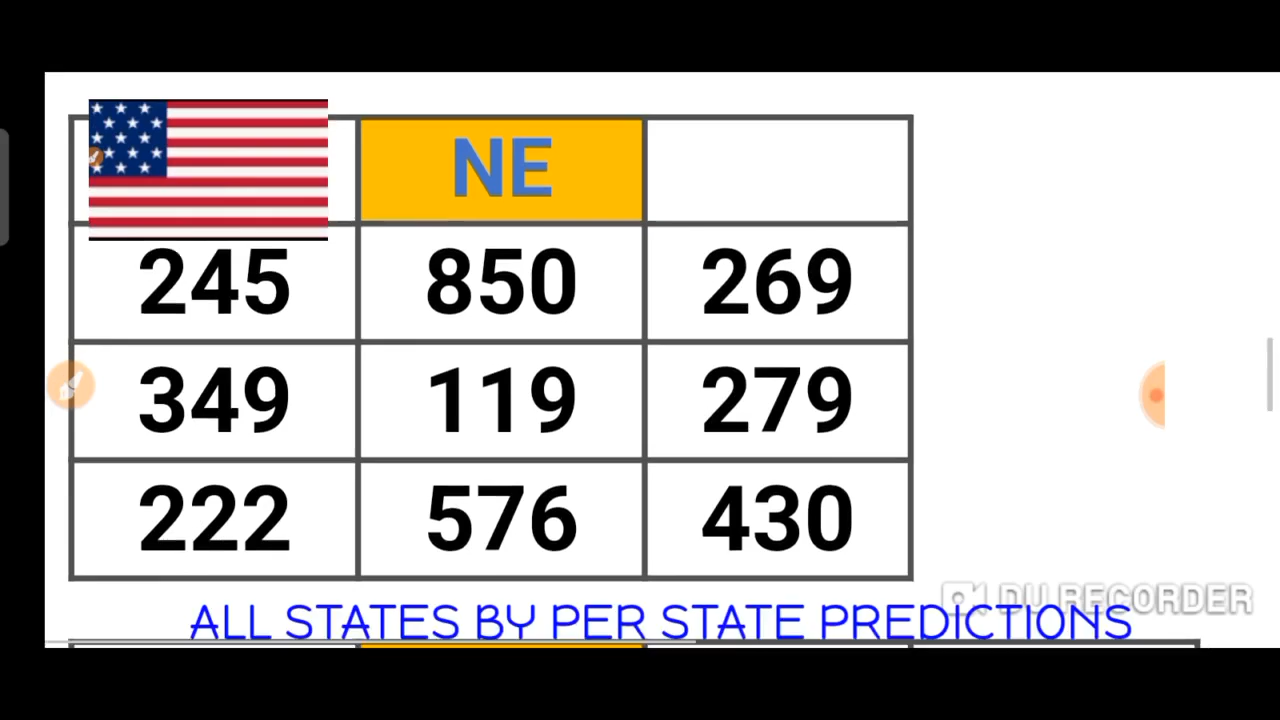 NE
245 850 269
349 119 279
222 576 430
DU RECORDER
ALL STATES BY PER STATE PREDICTIONS